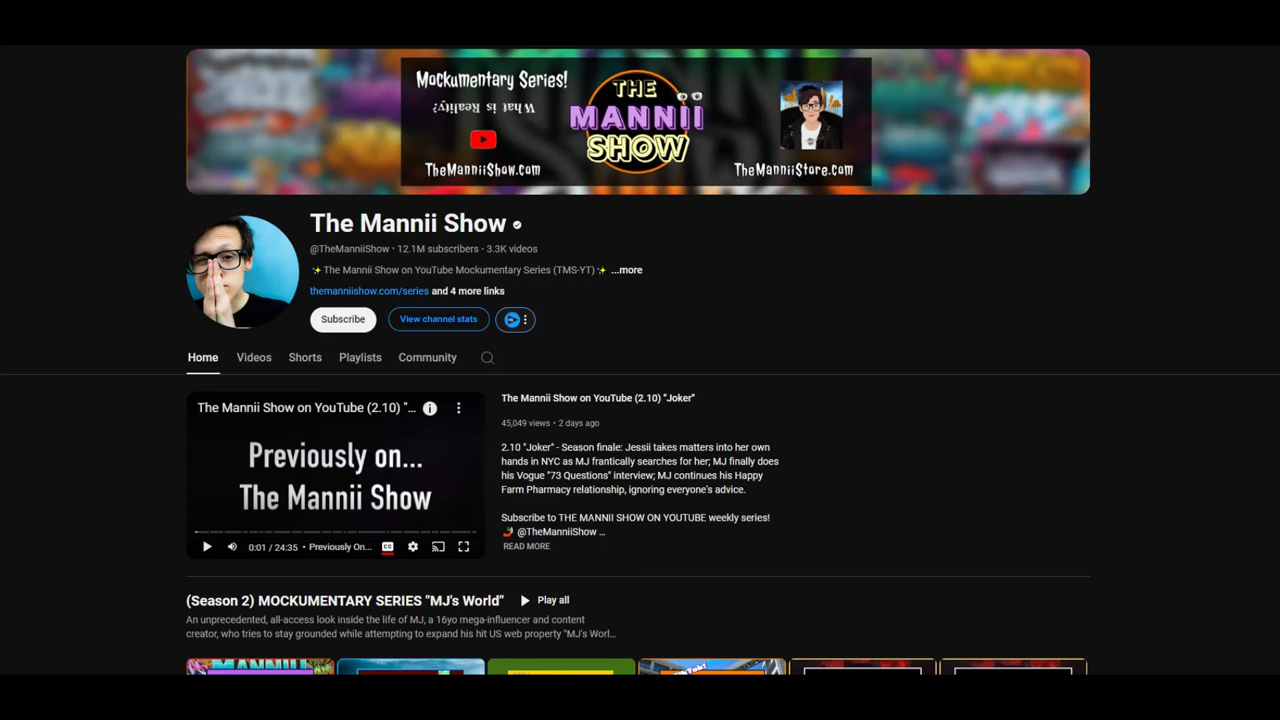 Mockumentary Series!
What is Reality?
TheManniiShow.com
THE
MANNII
SHOW
TheManniiStore.com
The Mannii Show
@TheManniiShow · 12.1M subscribers · 3.3K videos
✨The Mannii Show on YouTube Mockumentary Series (TMS-YT)✨ ...more
themanniishow.com/series and 4 more links
Subscribe
View channel stats
Home Videos Shorts Playlists Community
The Mannii Show on YouTube (2.10) "...
Previously on...
The Mannii Show
0:01 / 24:35 • Previously On...
CC
The Mannii Show on YouTube (2.10) "Joker"
45,049 views • 2 days ago
2.10 "Joker" - Season finale: Jessii takes matters into her own
hands in NYC as MJ frantically searches for her; MJ finally does
his Vogue "73 Questions" interview; MJ continues his Happy
Farm Pharmacy relationship, ignoring everyone's advice.
Subscribe to THE MANNII SHOW ON YOUTUBE weekly series!
🌶️ @TheManniiShow ...
READ MORE
(Season 2) MOCKUMENTARY SERIES "MJ's World" Play all
An unprecedented, all-access look inside the life of MJ, a 16yo mega-influencer and content
creator, who tries to stay grounded while attempting to expand his hit US web property "MJ's Worl...